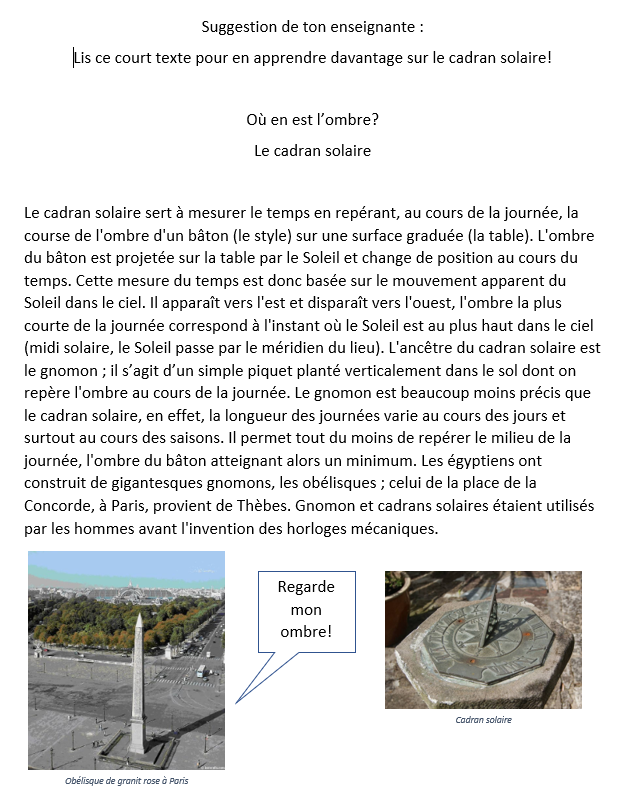 Suggestion de ton enseignante :
Lis ce court texte pour en apprendre davantage sur le cadran solaire!
Où en est l’ombre?
Le cadran solaire
Le cadran solaire sert à mesurer le temps en repérant, au cours de la journée, la
course de l'ombre d'un bâton (le style) sur une surface graduée (la table). L'ombre
du bâton est projetée sur la table par le Soleil et change de position au cours du
temps. Cette mesure du temps est donc basée sur le mouvement apparent du
Soleil dans le ciel. Il apparaît vers l'est et disparaît vers l'ouest, l'ombre la plus
courte de la journée correspond à l'instant où le Soleil est au plus haut dans le ciel
(midi solaire, le Soleil passe par le méridien du lieu). L'ancêtre du cadran solaire est
le gnomon ; il s’agit d’un simple piquet planté verticalement dans le sol dont on
repère l'ombre au cours de la journée. Le gnomon est beaucoup moins précis que
le cadran solaire, en effet, la longueur des journées varie au cours des jours et
surtout au cours des saisons. Il permet tout du moins de repérer le milieu de la
journée, l'ombre du bâton atteignant alors un minimum. Les égyptiens ont
construit de gigantesques gnomons, les obélisques ; celui de la place de la
Concorde, à Paris, provient de Thèbes. Gnomon et cadrans solaires étaient utilisés
par les hommes avant l'invention des horloges mécaniques.
Regarde
mon
ombre!
Cadran solaire
Obélisque de granit rose à Paris